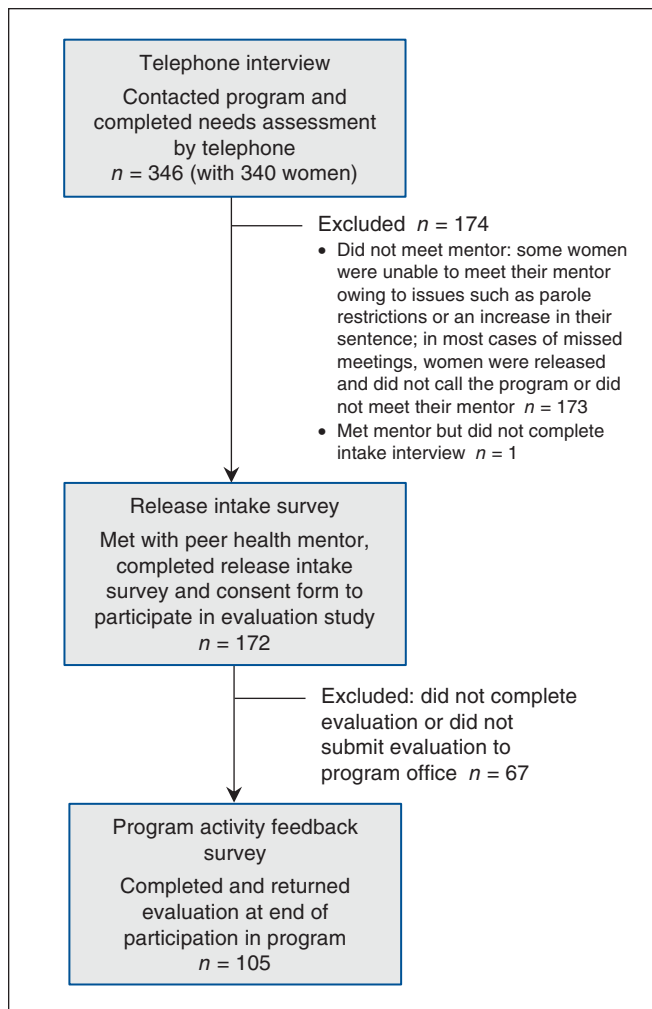 Telephone interview
Contacted program and
completed needs assessment
by telephone
n = 346 (with 340 women)
Excluded n = 174
• Did not meet mentor: some women
were unable to meet their mentor
owing to issues such as parole
restrictions or an increase in their
sentence; in most cases of missed
meetings, women were released
and did not call the program or did
not meet their mentor n = 173
• Met mentor but did not complete
intake interview n = 1
Release intake survey
Met with peer health mentor,
completed release intake
survey and consent form to
participate in evaluation study
n = 172
Excluded: did not complete
evaluation or did not
submit evaluation to
program office n = 67
Program activity feedback
survey
Completed and returned
evaluation at end of
participation in program
n = 105